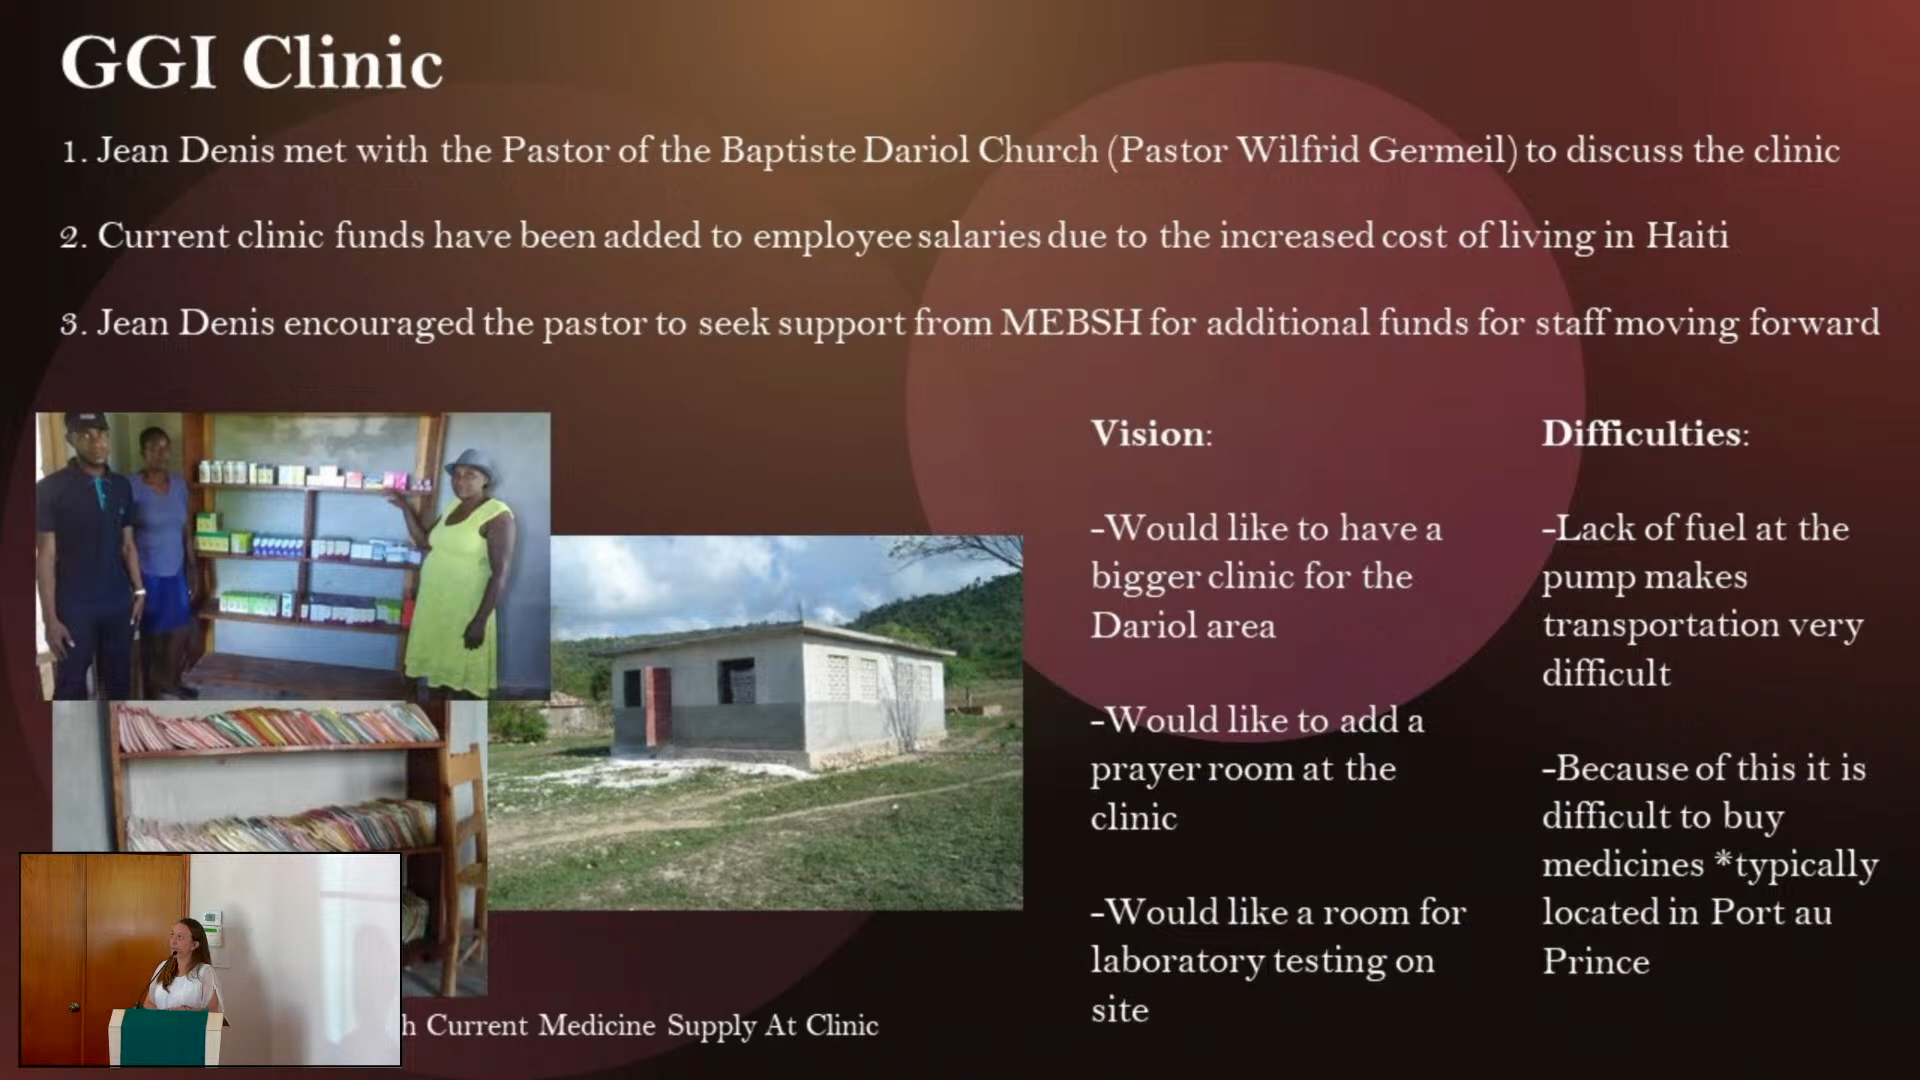 GGI Clinic
1. Jean Denis met with the Pastor of the Baptiste Dariol Church (Pastor Wilfrid Germeil) to discuss the clinic
2. Current clinic funds have been added to employee salaries due to the increased cost of living in Haiti
3. Jean Denis encouraged the pastor to seek support from MEBSH for additional funds for staff moving forward
Vision:
-Would like to have a
bigger clinic for the
Dariol area
-Would like to add a
prayer room at the
clinic
-Would like a room for
laboratory testing on
site
Difficulties:
-Lack of fuel at the
pump makes
transportation very
difficult
-Because of this it is
difficult to buy
medicines *typically
located in Port au
Prince
Current Medicine Supply At Clinic